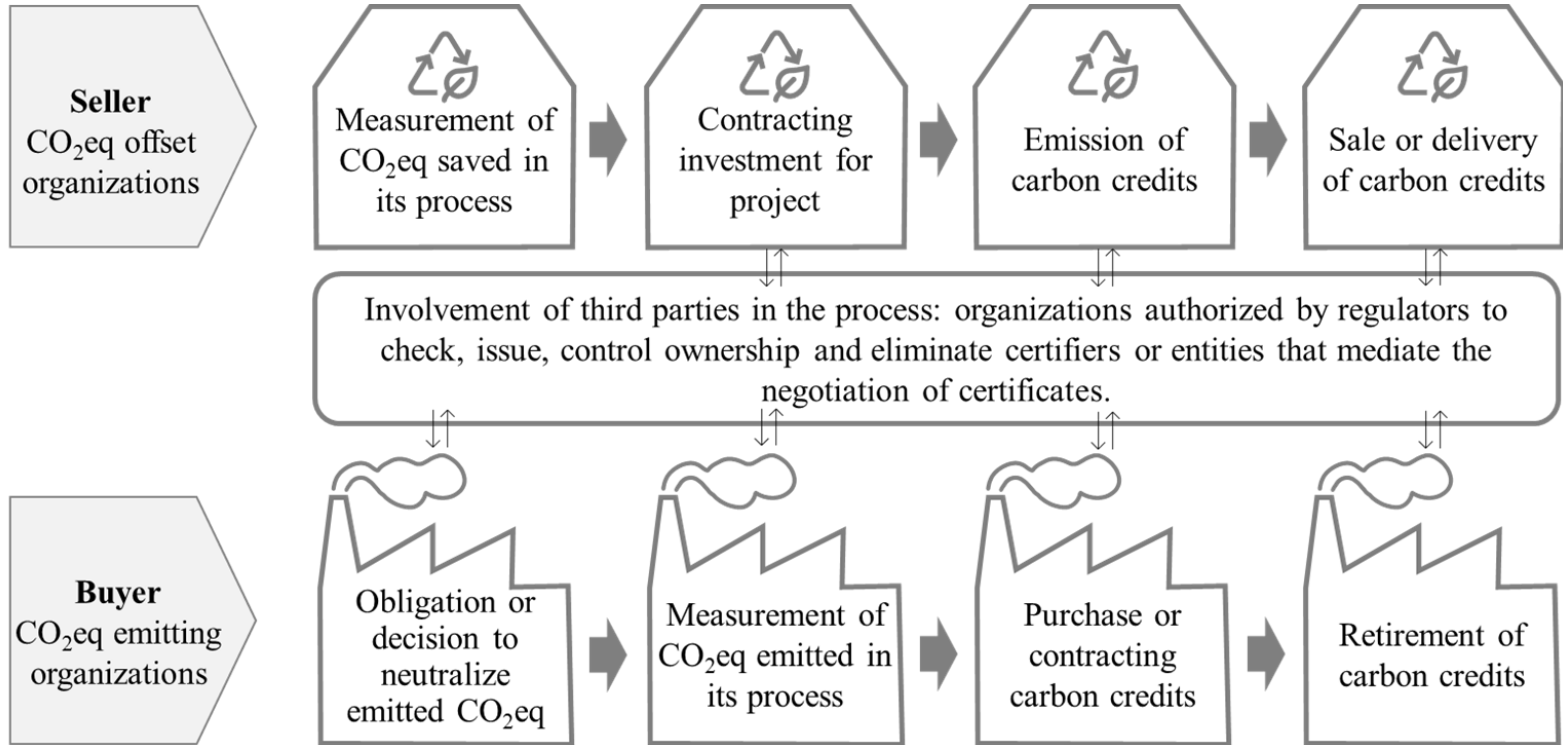 Seller
CO₂eq offset
organizations
Measurement of
CO₂eq saved in
its process
Contracting
investment for
project
Emission of
carbon credits
Sale or delivery
of carbon credits
Involvement of third parties in the process: organizations authorized by regulators to
check, issue, control ownership and eliminate certifiers or entities that mediate the
negotiation of certificates.
Buyer
CO₂eq emitting
organizations
Obligation or
decision to
neutralize
emitted CO₂eq
Measurement of
CO₂eq emitted in
its process
Purchase or
contracting
carbon credits
Retirement of
carbon credits